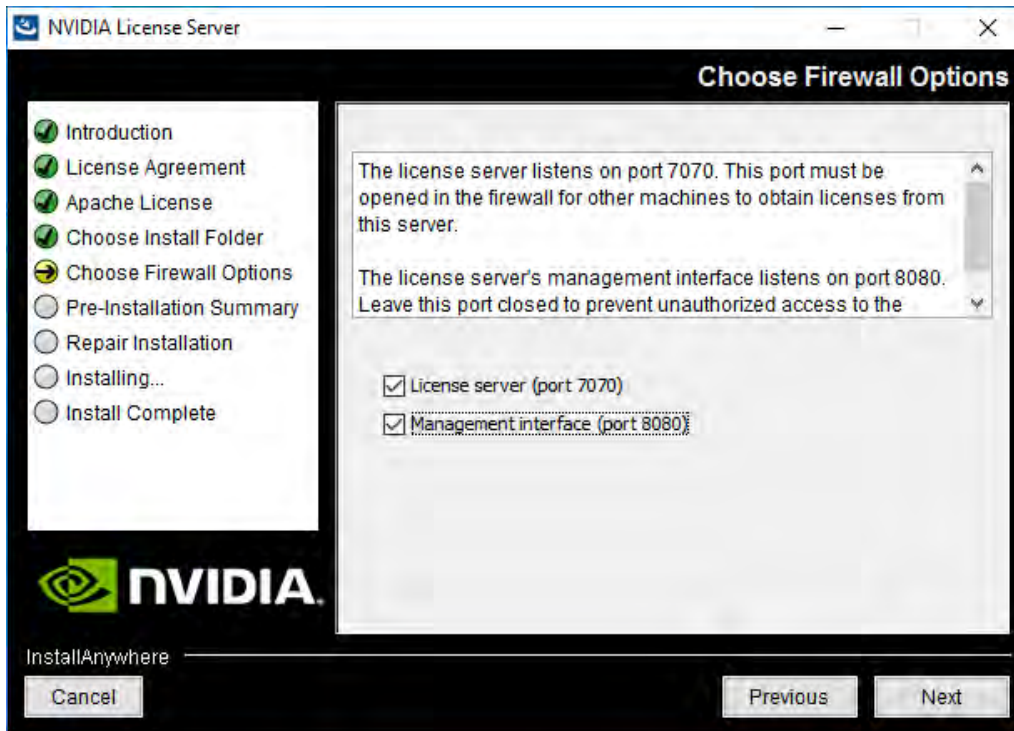 NVIDIA License Server
Choose Firewall Options
Introduction
License Agreement
Apache License
Choose Install Folder
Choose Firewall Options
Pre-Installation Summary
Repair Installation
Installing...
Install Complete
The license server listens on port 7070. This port must be
opened in the firewall for other machines to obtain licenses from
this server.
The license server's management interface listens on port 8080.
Leave this port closed to prevent unauthorized access to the
License server (port 7070)
Management interface (port 8080)
NVIDIA.
InstallAnywhere
Cancel
Previous
Next